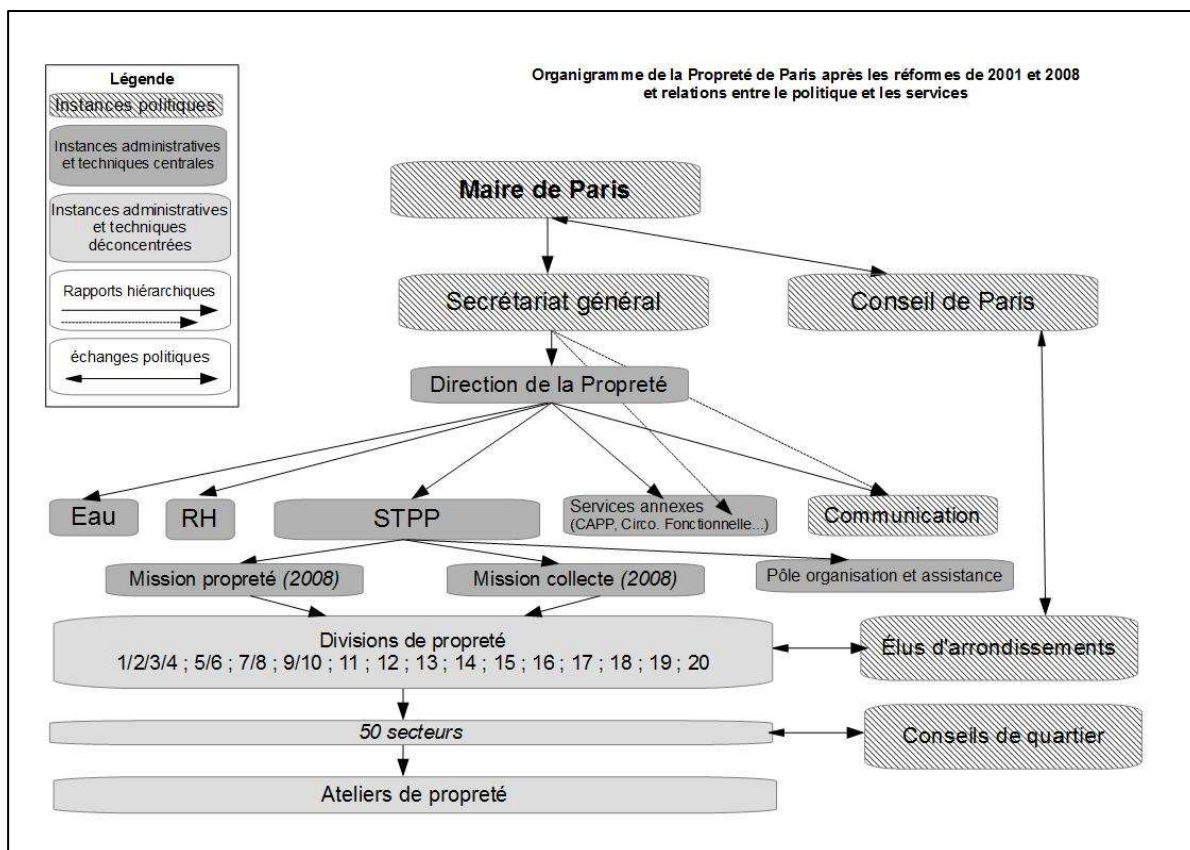 Légende
Instances politiques
Instances administratives
et techniques centrales
Instances administratives
et techniques
déconcentrées
Rapports hiérarchiques
échanges politiques
Organigramme de la Propreté de Paris après les réformes de 2001 et 2008
et relations entre le politique et les services
Maire de Paris
Secrétariat général
Conseil de Paris
Direction de la Propreté
Eau
RH
STPP
Services annexes
(CAPP, Circo. Fonctionnelle...)
Communication
Mission propreté (2008)
Mission collecte (2008)
Pôle organisation et assistance
Divisions de propreté
1/2/3/4 ; 5/6 ; 7/8 ; 9/10 ; 11 ; 12 ; 13 ; 14 ; 15 ; 16 ; 17 ; 18 ; 19 ; 20
Élus d'arrondissements
50 secteurs
Conseils de quartier
Ateliers de propreté